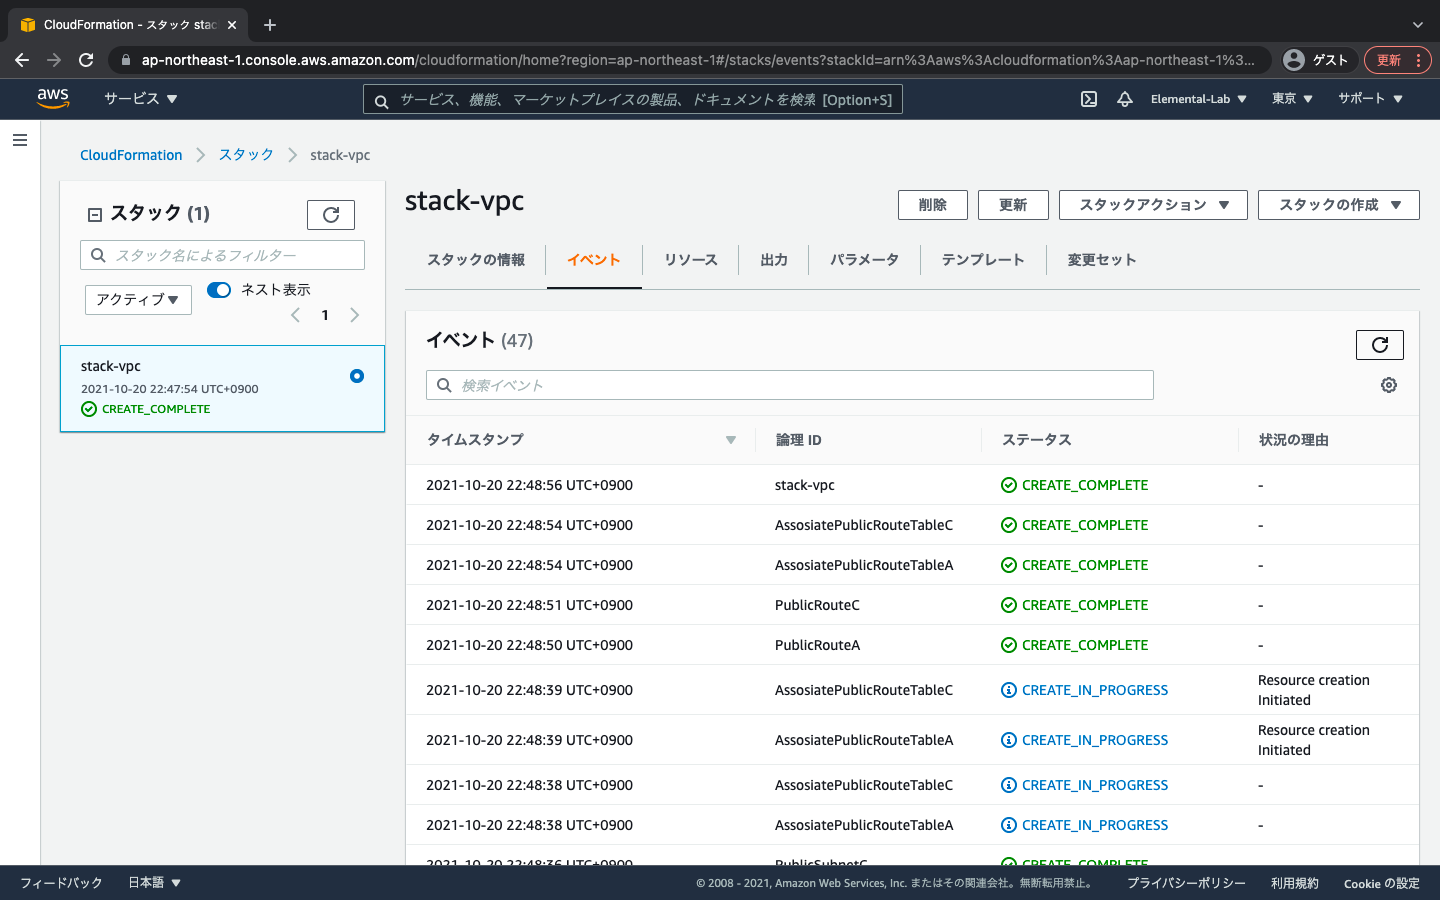 CloudFormation - スタック stac
ap-northeast-1.console.aws.amazon.com/cloudformation/home?region=ap-northeast-1#/stacks/events?stackId=arn%3Aaws%3Acloudformation%3Aap-northeast-1%3...
ゲスト
更新
aws
サービス
サービス、機能、マーケットプレイスの製品、ドキュメントを検索 [Option+S]
Elemental-Lab
東京
サポート
CloudFormation
スタック
stack-vpc
スタック (1)
スタック名によるフィルター
アクティブ
ネスト表示
1
stack-vpc
2021-10-20 22:47:54 UTC+0900
CREATE_COMPLETE
stack-vpc
削除
更新
スタックアクション
スタックの作成
スタックの情報
イベント
リソース
出力
パラメータ
テンプレート
変更セット
イベント (47)
検索イベント
タイムスタンプ 論理 ID ステータス 状況の理由
2021-10-20 22:48:56 UTC+0900 stack-vpc CREATE_COMPLETE -
2021-10-20 22:48:54 UTC+0900 AssosiatePublicRouteTableC CREATE_COMPLETE -
2021-10-20 22:48:54 UTC+0900 AssosiatePublicRouteTableA CREATE_COMPLETE -
2021-10-20 22:48:51 UTC+0900 PublicRouteC CREATE_COMPLETE -
2021-10-20 22:48:50 UTC+0900 PublicRouteA CREATE_COMPLETE -
2021-10-20 22:48:39 UTC+0900 AssosiatePublicRouteTableC CREATE_IN_PROGRESS Resource creation
Initiated
2021-10-20 22:48:39 UTC+0900 AssosiatePublicRouteTableA CREATE_IN_PROGRESS Resource creation
Initiated
2021-10-20 22:48:38 UTC+0900 AssosiatePublicRouteTableC CREATE_IN_PROGRESS -
2021-10-20 22:48:38 UTC+0900 AssosiatePublicRouteTableA CREATE_IN_PROGRESS -
2021-10-20 22:48:36 UTC+0900 PublicSubnetC CREATE_COMPLETE
フィードバック
日本語
© 2008 - 2021, Amazon Web Services, Inc. またはその関連会社。無断転用禁止。
プライバシーポリシー
利用規約
Cookie の設定